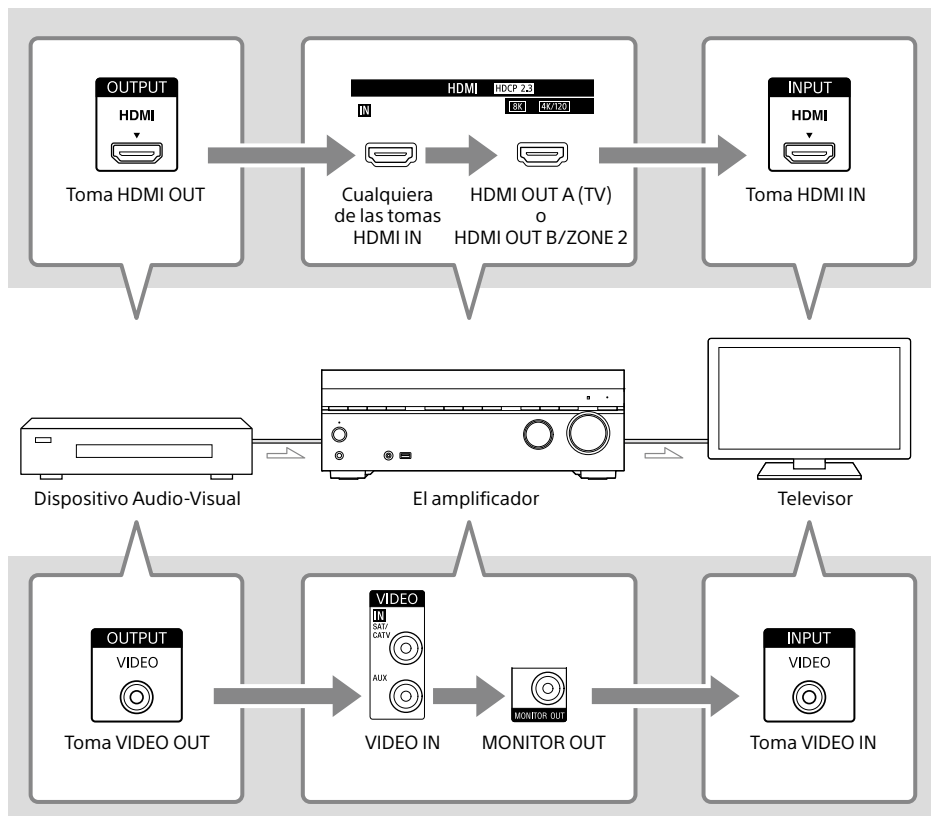 OUTPUT
HDMI
Toma HDMI OUT
HDMI HDCP 2.3
IN
8K 4K/120
Cualquiera
de las tomas
HDMI IN
HDMI OUT A (TV)
o
HDMI OUT B/ZONE 2
INPUT
HDMI
Toma HDMI IN
Dispositivo Audio-Visual
El amplificador
Televisor
OUTPUT
VIDEO
Toma VIDEO OUT
VIDEO
IN
SAT/
CATV
AUX
VIDEO IN
MONITOR OUT
MONITOR OUT
INPUT
VIDEO
Toma VIDEO IN